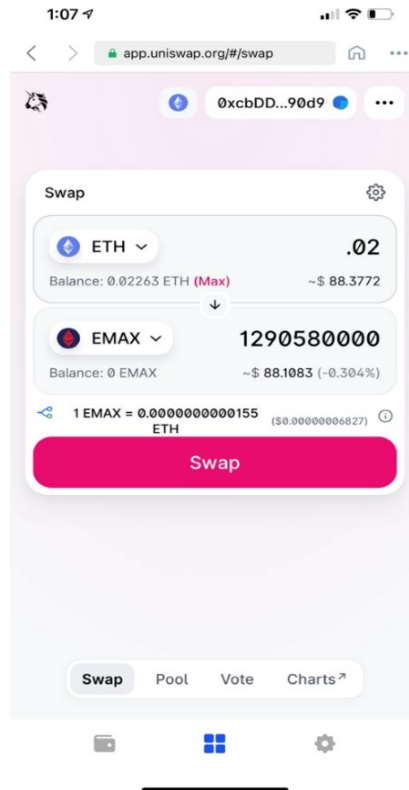 1:07
app.uniswap.org/#/swap
0xcbDD...90d9
Swap
ETH
.02
Balance: 0.02263 ETH (Max)
~$ 88.3772
EMAX
1290580000
Balance: 0 EMAX
~$ 88.1083 (-0.304%)
1 EMAX = 0.0000000000155
ETH
($0.00000006827)
Swap
Swap Pool Vote Charts↗